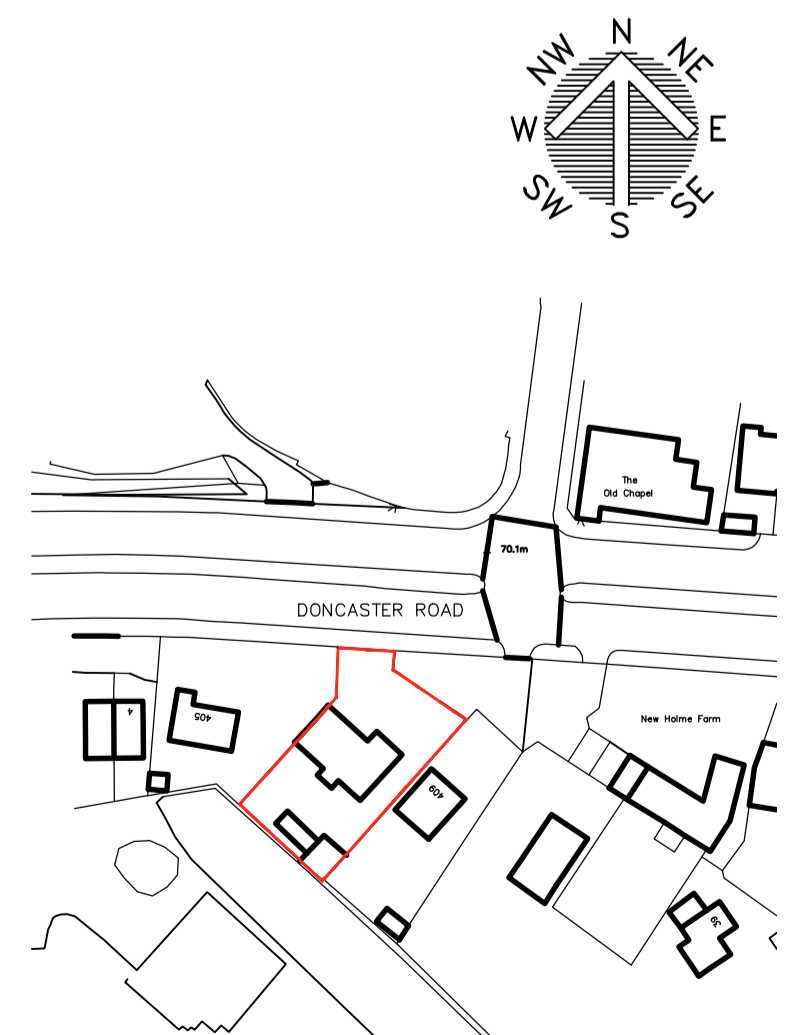 N
NW
NE
W
E
SW
SE
S
The
Old Chapel
70.1m
DONCASTER ROAD
4
405
New Holme Farm
409
39